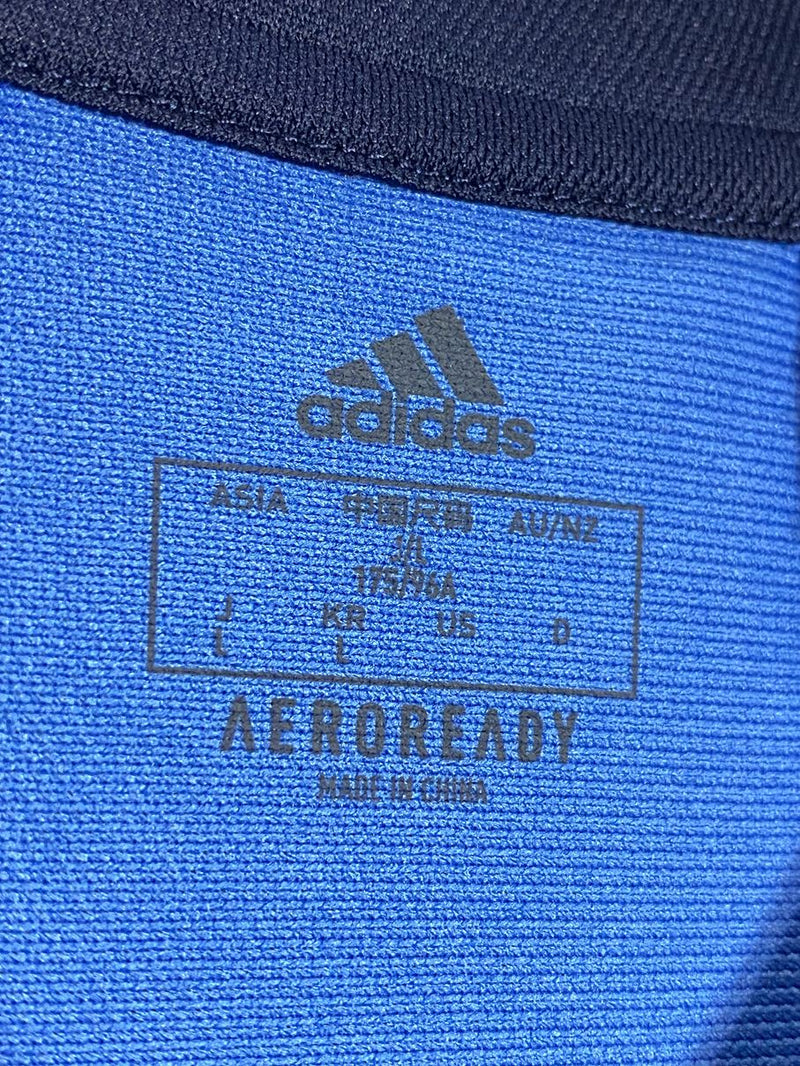 adidas
ASIA 中国尺码 AU/NZ
J/L
175/96A
J KR US D
L L
AEROREADY
MADE IN CHINA